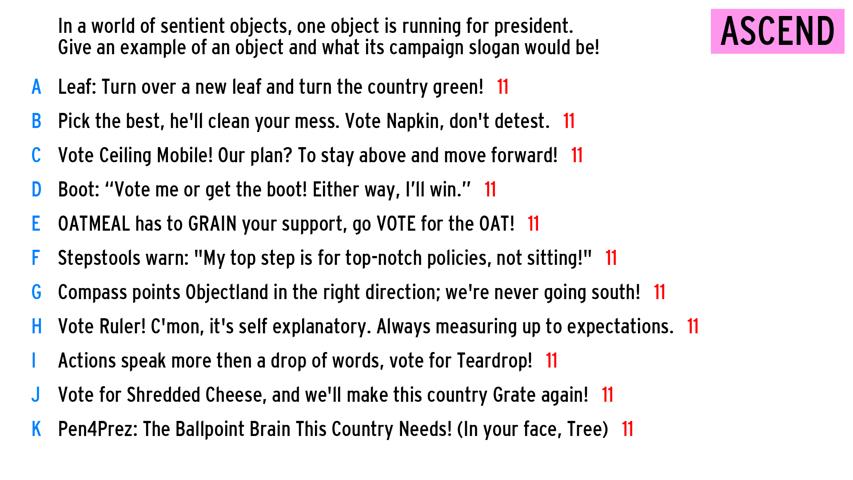 In a world of sentient objects, one object is running for president.
Give an example of an object and what its campaign slogan would be!
ASCEND
A Leaf: Turn over a new leaf and turn the country green! 11
B Pick the best, he'll clean your mess. Vote Napkin, don't detest. 11
C Vote Ceiling Mobile! Our plan? To stay above and move forward! 11
D Boot: “Vote me or get the boot! Either way, I’ll win.” 11
E OATMEAL has to GRAIN your support, go VOTE for the OAT! 11
F Stepstools warn: "My top step is for top-notch policies, not sitting!" 11
G Compass points Objectland in the right direction; we're never going south! 11
H Vote Ruler! C'mon, it's self explanatory. Always measuring up to expectations. 11
I Actions speak more then a drop of words, vote for Teardrop! 11
J Vote for Shredded Cheese, and we'll make this country Grate again! 11
K Pen4Prez: The Ballpoint Brain This Country Needs! (In your face, Tree) 11